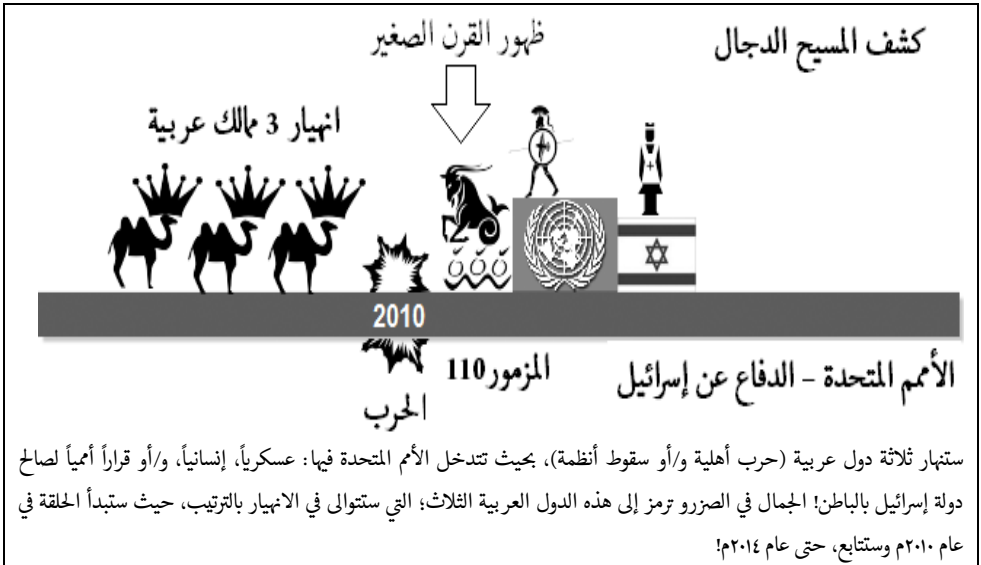 كشف المسيح الدجال
ظهور القرن الصغير
انهيار 3 ممالك عربية
2010
الحرب
المزمور 110
الأمم المتحدة – الدفاع عن إسرائيل
ستنهار ثلاثة دول عربية (حرب أهلية و/أو سقوط أنظمة)، بحيث تتدخل الأمم المتحدة فيها: عسكرياً، إنسانياً، و/أو قراراً أممياً لصالح
دولة إسرائيل بالباطن! الجمال في الصزرو ترمز إلى هذه الدول العربية الثلاث؛ التي ستتوالى في الانهيار بالترتيب، حيث ستبدأ الحلقة في
عام ٢٠١٠م وستتابع، حتى عام ٢٠١٤م!